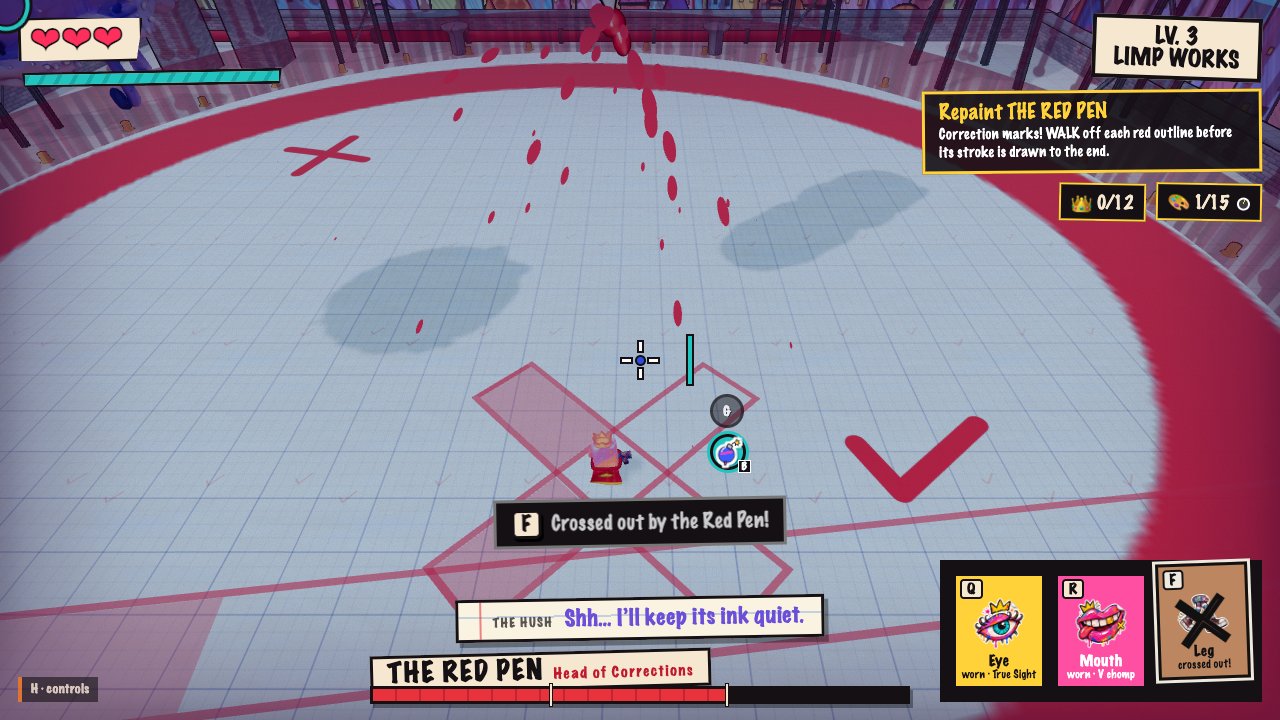 LV. 3
LIMP WORKS
Repaint THE RED PEN
Correction marks! WALK off each red outline before
its stroke is drawn to the end.
0/12
1/15
G
B
F Crossed out by the Red Pen!
THE HUSH Shh... I'll keep its ink quiet.
THE RED PEN Head of Corrections
Q
Eye
worn · True Sight
R
Mouth
worn · V chomp
F
Leg
crossed out!
H · controls